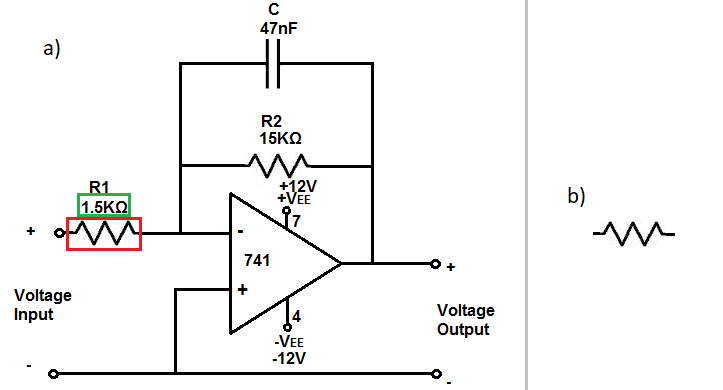 a)
C
47nF
R2
15KΩ
+12V
+VEE
7
R1
1.5KΩ
+
-
741
+
+
Voltage
Input
4
-VEE
-12V
Voltage
Output
-
-
b)